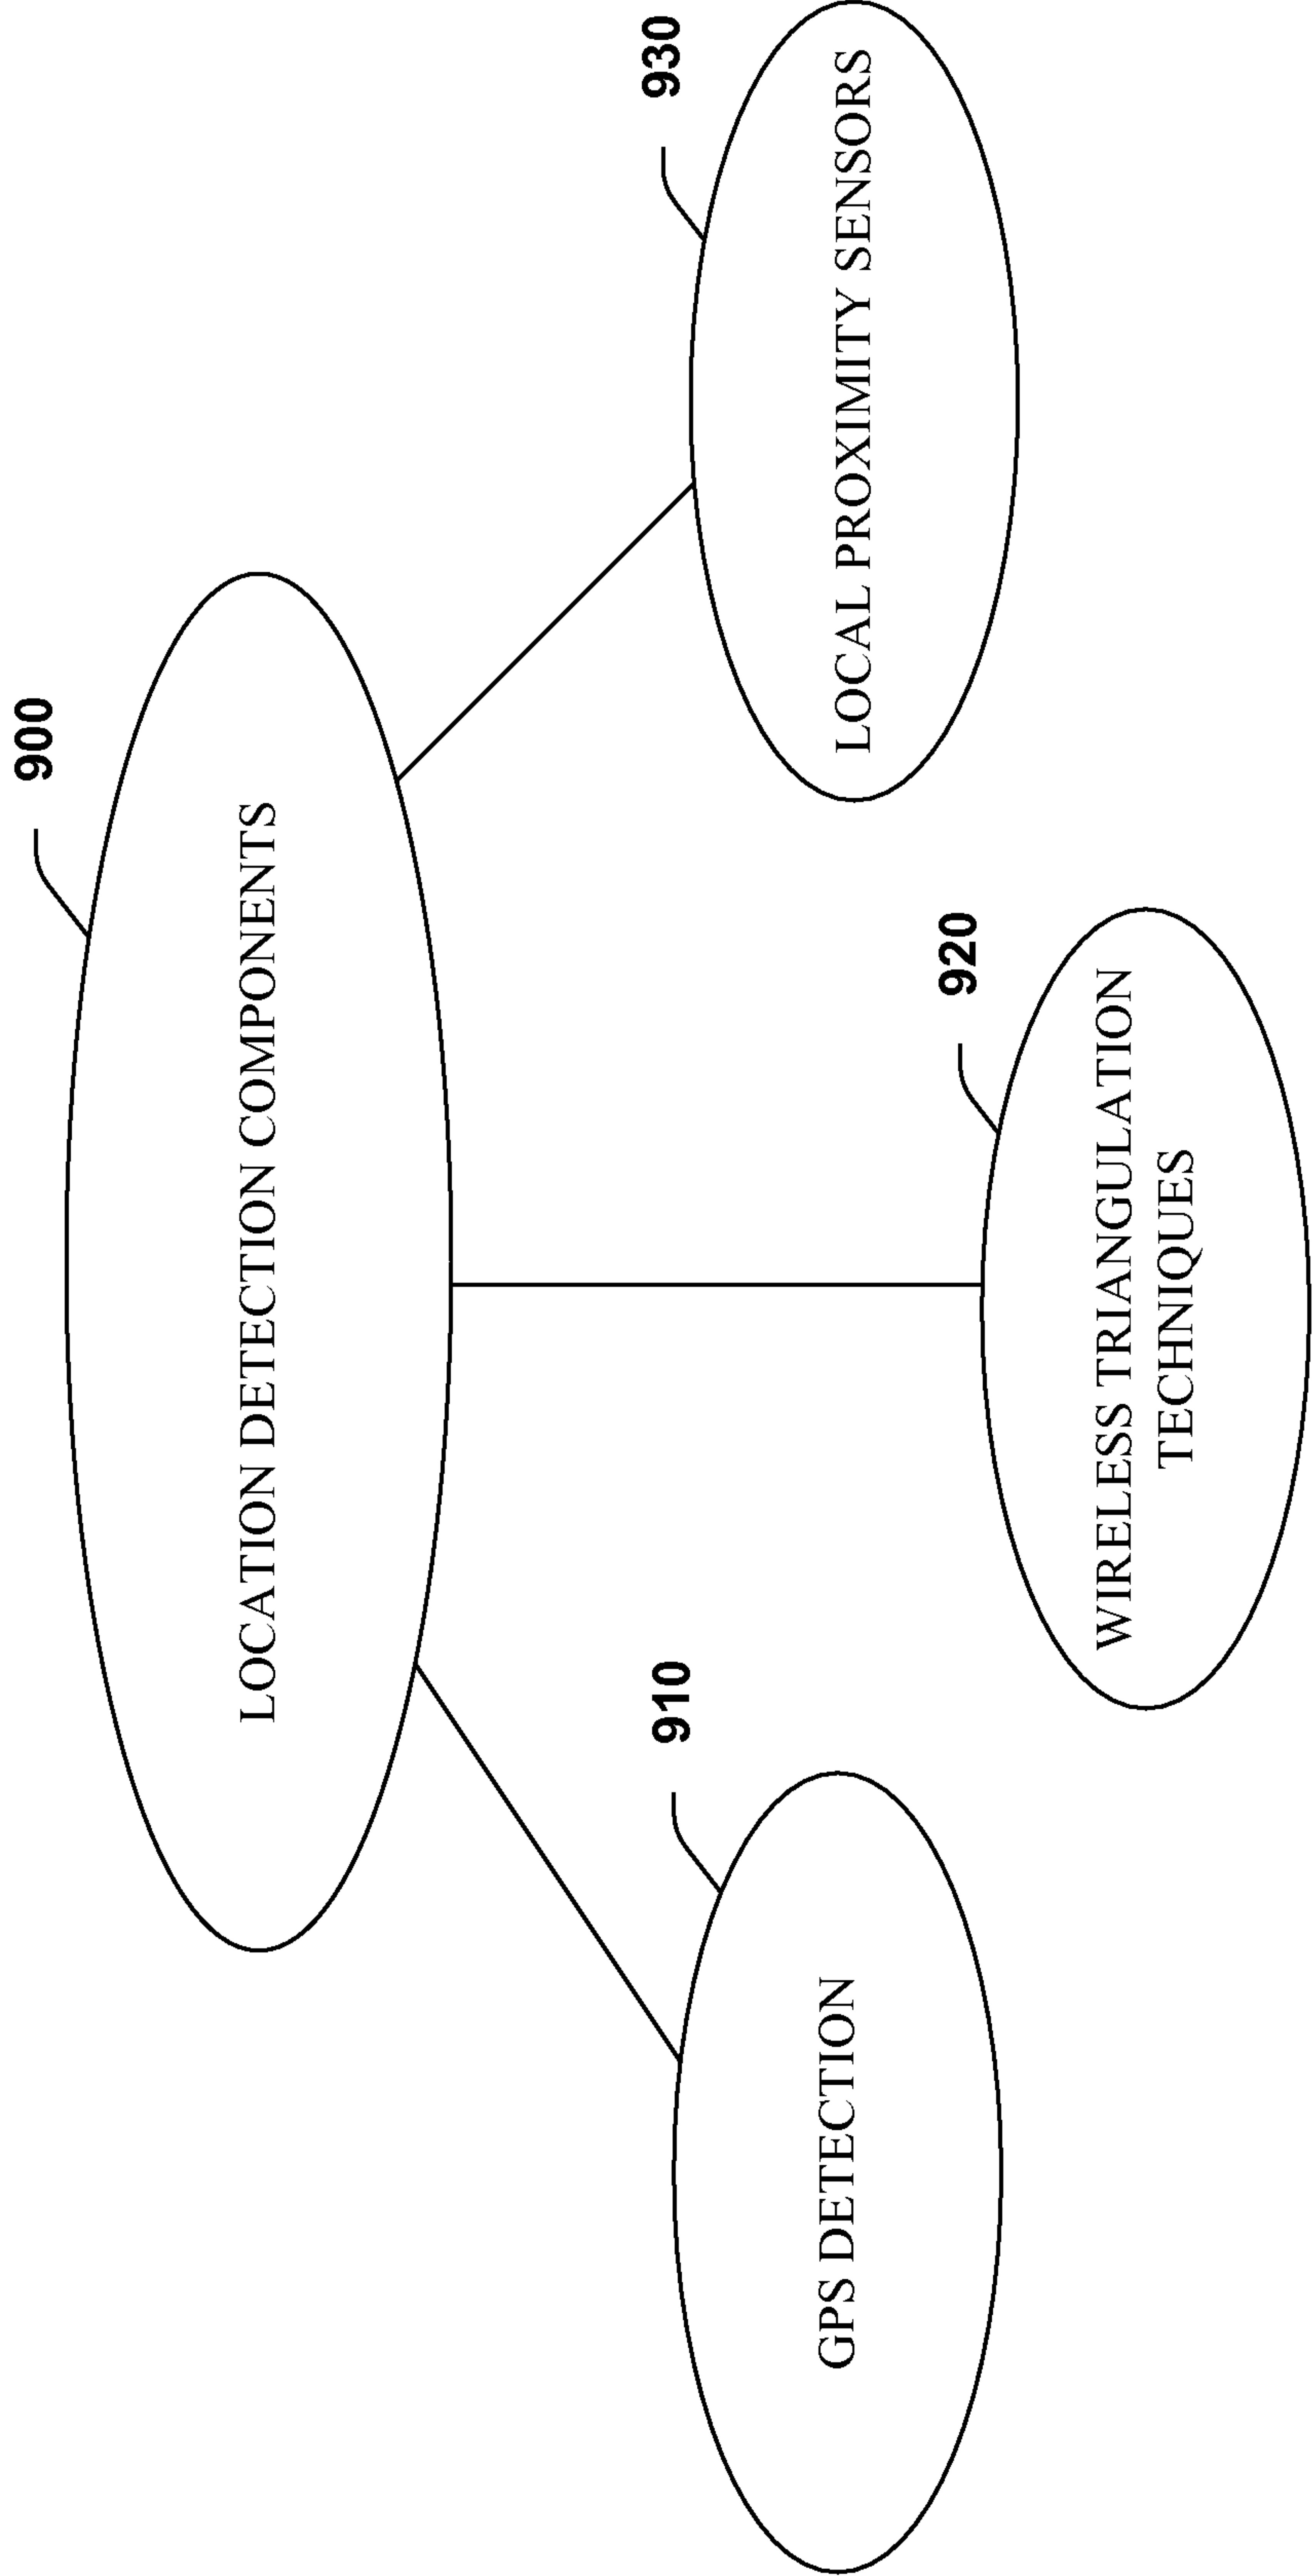 900
LOCATION DETECTION COMPONENTS
910
GPS DETECTION
920
WIRELESS TRIANGULATION
TECHNIQUES
930
LOCAL PROXIMITY SENSORS